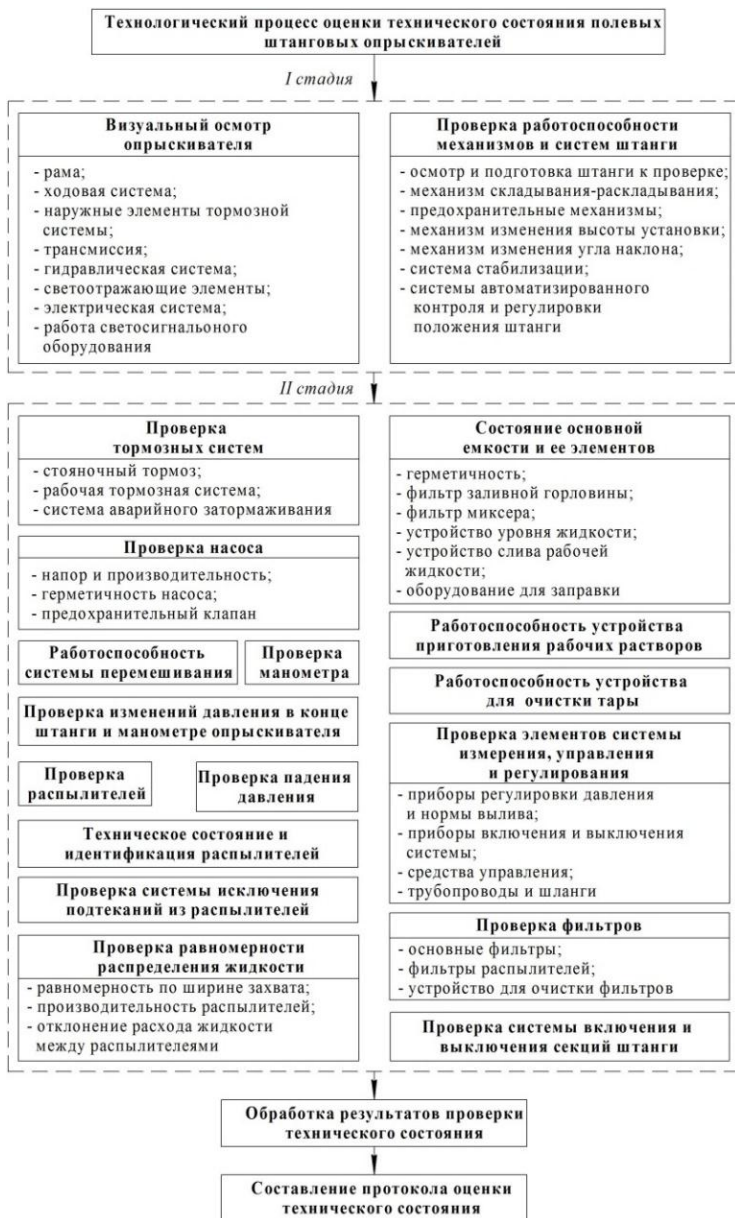 Технологический процесс оценки технического состояния полевых
штанговых опрыскивателей
I стадия
Визуальный осмотр
опрыскивателя
- рама;
- ходовая система;
- наружные элементы тормозной
системы;
- трансмиссия;
- гидравлическая система;
- светоотражающие элементы;
- электрическая система;
- работа светосигнальоного
оборудования
Проверка работоспособности
механизмов и систем штанги
- осмотр и подготовка штанги к проверке;
- механизм складывания-раскладывания;
- предохранительные механизмы;
- механизм изменения высоты установки;
- механизм изменения угла наклона;
- система стабилизации;
- системы автоматизированного
контроля и регулировки
положения штанги
II стадия
Проверка
тормозных систем
- стояночный тормоз;
- рабочая тормозная система;
- система аварийного затормаживания
Проверка насоса
- напор и производительность;
- герметичность насоса;
- предохранительный клапан
Работоспособность
системы перемешивания
Проверка
манометра
Проверка изменений давления в конце
штанги и манометре опрыскивателя
Проверка
распылителей
Проверка падения
давления
Техническое состояние и
идентификация распылителей
Проверка системы исключения
подтеканий из распылителей
Проверка равномерности
распределения жидкости
- равномерность по ширине захвата;
- производительность распылителей;
- отклонение расхода жидкости
между распылителеями
Состояние основной
емкости и ее элементов
- герметичность;
- фильтр заливной горловины;
- фильтр миксера;
- устройство уровня жидкости;
- устройство слива рабочей
жидкости;
- оборудование для заправки
Работоспособность устройства
приготовления рабочих растворов
Работоспособность устройства
для очистки тары
Проверка элементов системы
измерения, управления
и регулирования
- приборы регулировки давления
и нормы вылива;
- приборы включения и выключения
системы;
- средства управления;
- трубопроводы и шланги
Проверка фильтров
- основные фильтры;
- фильтры распылителей;
- устройство для очистки фильтров
Проверка системы включения и
выключения секций штанги
Обработка результатов проверки
технического состояния
Составление протокола оценки
технического состояния